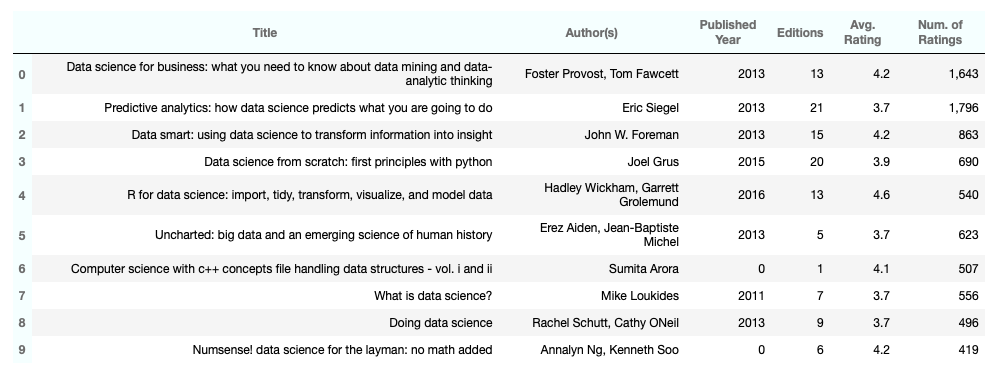 Title Author(s) Published Year Editions Avg. Rating Num. of Ratings
0 Data science for business: what you need to know about data mining and data-analytic thinking Foster Provost, Tom Fawcett 2013 13 4.2 1,643
1 Predictive analytics: how data science predicts what you are going to do Eric Siegel 2013 21 3.7 1,796
2 Data smart: using data science to transform information into insight John W. Foreman 2013 15 4.2 863
3 Data science from scratch: first principles with python Joel Grus 2015 20 3.9 690
4 R for data science: import, tidy, transform, visualize, and model data Hadley Wickham, Garrett Grolemund 2016 13 4.6 540
5 Uncharted: big data and an emerging science of human history Erez Aiden, Jean-Baptiste Michel 2013 5 3.7 623
6 Computer science with c++ concepts file handling data structures - vol. i and ii Sumita Arora 0 1 4.1 507
7 What is data science? Mike Loukides 2011 7 3.7 556
8 Doing data science Rachel Schutt, Cathy ONeil 2013 9 3.7 496
9 Numsense! data science for the layman: no math added Annalyn Ng, Kenneth Soo 0 6 4.2 419